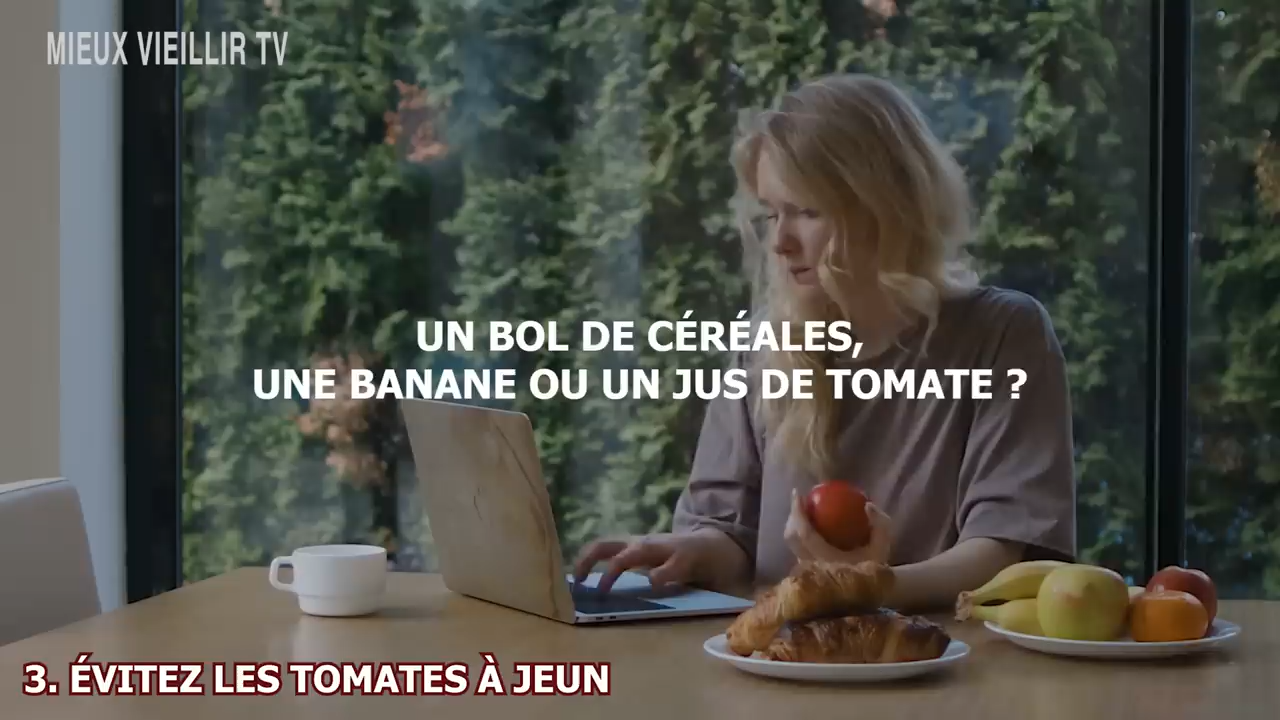 MIEUX VIEILLIR TV
UN BOL DE CÉRÉALES,
UNE BANANE OU UN JUS DE TOMATE ?
3. ÉVITEZ LES TOMATES À JEUN